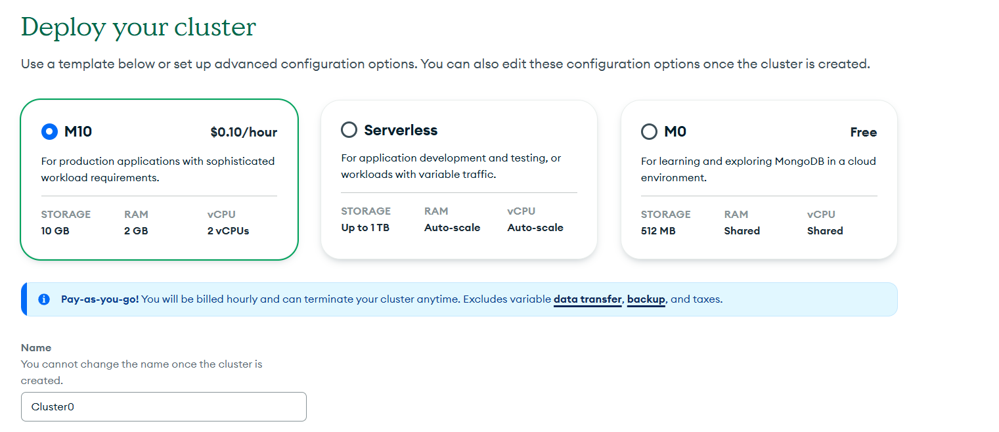 Deploy your cluster
Use a template below or set up advanced configuration options. You can also edit these configuration options once the cluster is created.
M10 $0.10/hour
For production applications with sophisticated
workload requirements.
STORAGE RAM vCPU
10 GB 2 GB 2 vCPUs
Serverless
For application development and testing, or
workloads with variable traffic.
STORAGE RAM vCPU
Up to 1 TB Auto-scale Auto-scale
M0 Free
For learning and exploring MongoDB in a cloud
environment.
STORAGE RAM vCPU
512 MB Shared Shared
Pay-as-you-go! You will be billed hourly and can terminate your cluster anytime. Excludes variable data transfer, backup, and taxes.
Name
You cannot change the name once the cluster is
created.
Cluster0